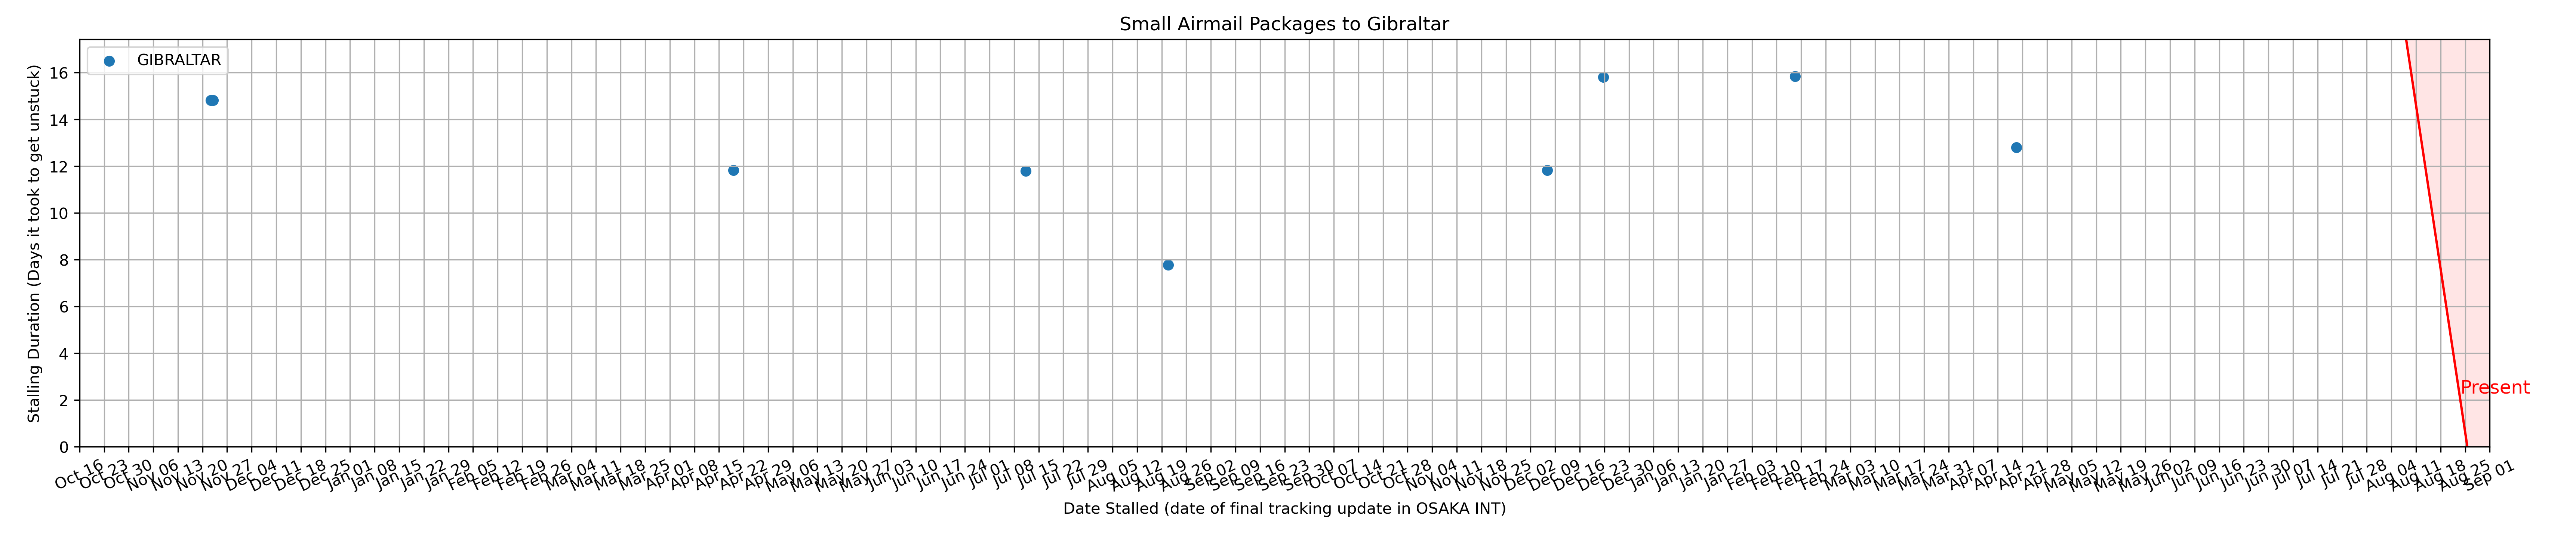 Small Airmail Packages to Gibraltar
GIBRALTAR
Stalling Duration (Days it took to get unstuck)
16
14
12
10
8
6
4
2
0
Present
Oct 16
Oct 23
Oct 30
Nov 06
Nov 13
Nov 20
Nov 27
Dec 04
Dec 11
Dec 18
Dec 25
Jan 01
Jan 08
Jan 15
Jan 22
Jan 29
Feb 05
Feb 12
Feb 19
Feb 26
Mar 04
Mar 11
Mar 18
Mar 25
Apr 01
Apr 08
Apr 15
Apr 22
Apr 29
May 06
May 13
May 20
May 27
Jun 03
Jun 10
Jun 17
Jun 24
Jul 01
Jul 08
Jul 15
Jul 22
Jul 29
Aug 05
Aug 12
Aug 19
Aug 26
Sep 02
Sep 09
Sep 16
Sep 23
Sep 30
Oct 07
Oct 14
Oct 21
Oct 28
Nov 04
Nov 11
Nov 18
Nov 25
Dec 02
Dec 09
Dec 16
Dec 23
Dec 30
Jan 06
Jan 13
Jan 20
Jan 27
Feb 03
Feb 10
Feb 17
Feb 24
Mar 03
Mar 10
Mar 17
Mar 24
Mar 31
Apr 07
Apr 14
Apr 21
Apr 28
May 05
May 12
May 19
May 26
Jun 02
Jun 09
Jun 16
Jun 23
Jun 30
Jul 07
Jul 14
Jul 21
Jul 28
Aug 04
Aug 11
Aug 18
Aug 25
Sep 01
Date Stalled (date of final tracking update in OSAKA INT)